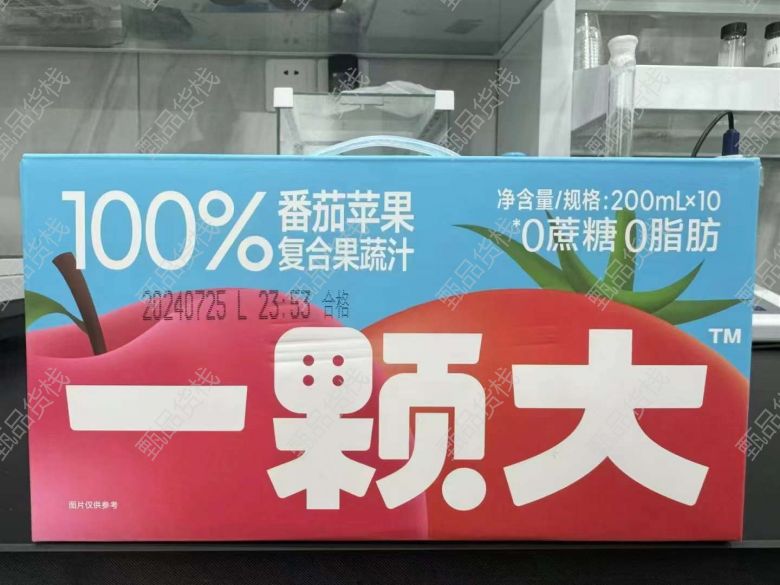 100%
番茄苹果
复合果蔬汁
净含量/规格:200mL×10
*0蔗糖 0脂肪
20240725 L 23:53 合格
一颗大
TM
图片仅供参考
甄品货栈